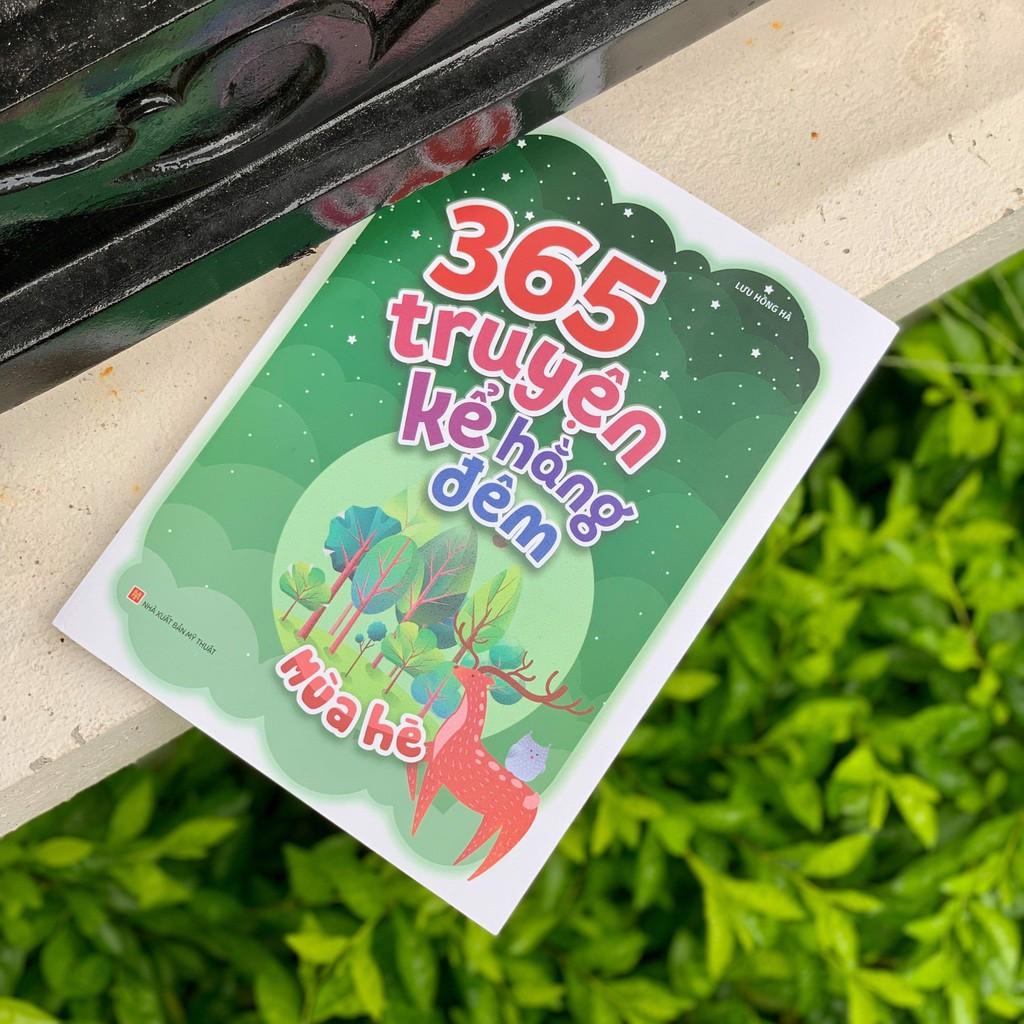 LƯU HỒNG HÀ
365
truyện
kể hằng
đêm
Mùa hè
NHÀ XUẤT BẢN MỸ THUẬT